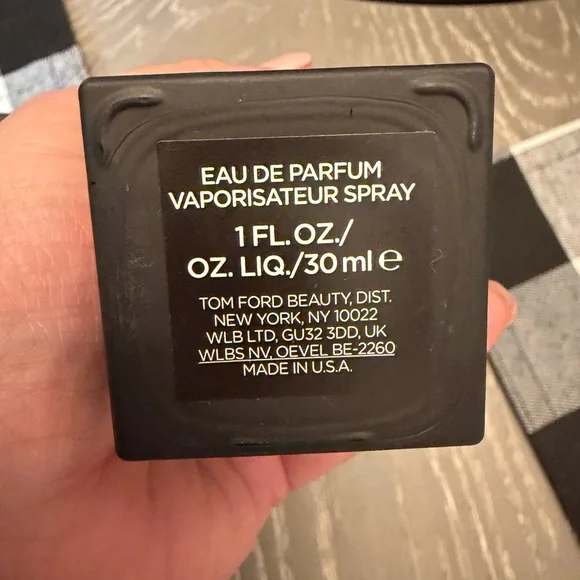 EAU DE PARFUM
VAPORISATEUR SPRAY
1 FL. OZ./
OZ. LIQ./30 ml ℮
TOM FORD BEAUTY, DIST.
NEW YORK, NY 10022
WLB LTD, GU32 3DD, UK
WLBS NV, OEVEL BE-2260
MADE IN U.S.A.